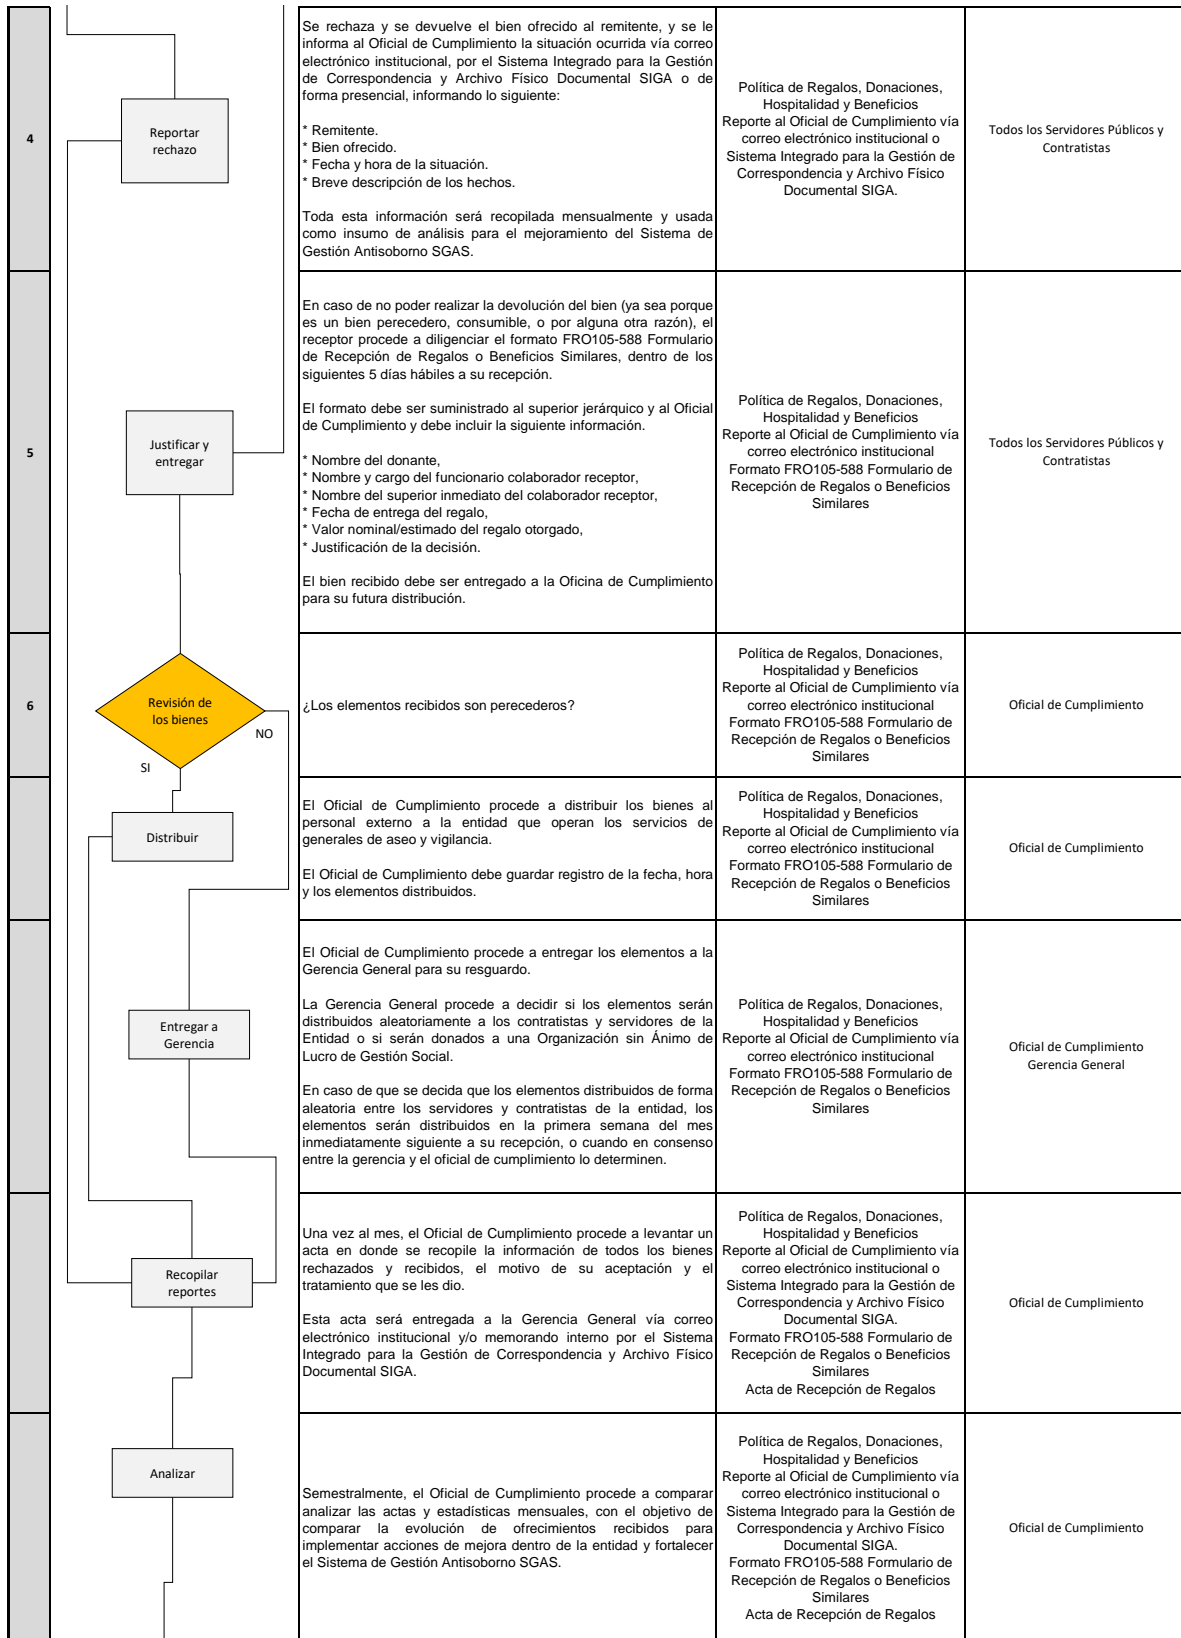 4
Reportar
rechazo
Se rechaza y se devuelve el bien ofrecido al remitente, y se le
informa al Oficial de Cumplimiento la situación ocurrida vía correo
electrónico institucional, por el Sistema Integrado para la Gestión
de Correspondencia y Archivo Físico Documental SIGA o de
forma presencial, informando lo siguiente:
* Remitente.
* Bien ofrecido.
* Fecha y hora de la situación.
* Breve descripción de los hechos.
Toda esta información será recopilada mensualmente y usada
como insumo de análisis para el mejoramiento del Sistema de
Gestión Antisoborno SGAS.
Política de Regalos, Donaciones,
Hospitalidad y Beneficios
Reporte al Oficial de Cumplimiento vía
correo electrónico institucional o
Sistema Integrado para la Gestión de
Correspondencia y Archivo Físico
Documental SIGA.
Todos los Servidores Públicos y
Contratistas
5
Justificar y
entregar
En caso de no poder realizar la devolución del bien (ya sea porque
es un bien perecedero, consumible, o por alguna otra razón), el
receptor procede a diligenciar el formato FRO105-588 Formulario
de Recepción de Regalos o Beneficios Similares, dentro de los
siguientes 5 días hábiles a su recepción.
El formato debe ser suministrado al superior jerárquico y al Oficial
de Cumplimiento y debe incluir la siguiente información.
* Nombre del donante,
* Nombre y cargo del funcionario colaborador receptor,
* Nombre del superior inmediato del colaborador receptor,
* Fecha de entrega del regalo,
* Valor nominal/estimado del regalo otorgado,
* Justificación de la decisión.
El bien recibido debe ser entregado a la Oficina de Cumplimiento
para su futura distribución.
Política de Regalos, Donaciones,
Hospitalidad y Beneficios
Reporte al Oficial de Cumplimiento vía
correo electrónico institucional
Formato FRO105-588 Formulario de
Recepción de Regalos o Beneficios
Similares
Todos los Servidores Públicos y
Contratistas
6
Revisión de
los bienes
NO
SI
¿Los elementos recibidos son perecederos?
Política de Regalos, Donaciones,
Hospitalidad y Beneficios
Reporte al Oficial de Cumplimiento vía
correo electrónico institucional
Formato FRO105-588 Formulario de
Recepción de Regalos o Beneficios
Similares
Oficial de Cumplimiento
Distribuir
El Oficial de Cumplimiento procede a distribuir los bienes al
personal externo a la entidad que operan los servicios de
generales de aseo y vigilancia.
El Oficial de Cumplimiento debe guardar registro de la fecha, hora
y los elementos distribuidos.
Política de Regalos, Donaciones,
Hospitalidad y Beneficios
Reporte al Oficial de Cumplimiento vía
correo electrónico institucional
Formato FRO105-588 Formulario de
Recepción de Regalos o Beneficios
Similares
Oficial de Cumplimiento
Entregar a
Gerencia
El Oficial de Cumplimiento procede a entregar los elementos a la
Gerencia General para su resguardo.
La Gerencia General procede a decidir si los elementos serán
distribuidos aleatoriamente a los contratistas y servidores de la
Entidad o si serán donados a una Organización sin Ánimo de
Lucro de Gestión Social.
En caso de que se decida que los elementos distribuidos de forma
aleatoria entre los servidores y contratistas de la entidad, los
elementos serán distribuidos en la primera semana del mes
inmediatamente siguiente a su recepción, o cuando en consenso
entre la gerencia y el oficial de cumplimiento lo determinen.
Política de Regalos, Donaciones,
Hospitalidad y Beneficios
Reporte al Oficial de Cumplimiento vía
correo electrónico institucional
Formato FRO105-588 Formulario de
Recepción de Regalos o Beneficios
Similares
Oficial de Cumplimiento
Gerencia General
Recopilar
reportes
Una vez al mes, el Oficial de Cumplimiento procede a levantar un
acta en donde se recopile la información de todos los bienes
rechazados y recibidos, el motivo de su aceptación y el
tratamiento que se les dio.
Esta acta será entregada a la Gerencia General vía correo
electrónico institucional y/o memorando interno por el Sistema
Integrado para la Gestión de Correspondencia y Archivo Físico
Documental SIGA.
Política de Regalos, Donaciones,
Hospitalidad y Beneficios
Reporte al Oficial de Cumplimiento vía
correo electrónico institucional o
Sistema Integrado para la Gestión de
Correspondencia y Archivo Físico
Documental SIGA.
Formato FRO105-588 Formulario de
Recepción de Regalos o Beneficios
Similares
Acta de Recepción de Regalos
Oficial de Cumplimiento
Analizar
Semestralmente, el Oficial de Cumplimiento procede a comparar
analizar las actas y estadísticas mensuales, con el objetivo de
comparar la evolución de ofrecimientos recibidos para
implementar acciones de mejora dentro de la entidad y fortalecer
el Sistema de Gestión Antisoborno SGAS.
Política de Regalos, Donaciones,
Hospitalidad y Beneficios
Reporte al Oficial de Cumplimiento vía
correo electrónico institucional o
Sistema Integrado para la Gestión de
Correspondencia y Archivo Físico
Documental SIGA.
Formato FRO105-588 Formulario de
Recepción de Regalos o Beneficios
Similares
Acta de Recepción de Regalos
Oficial de Cumplimiento